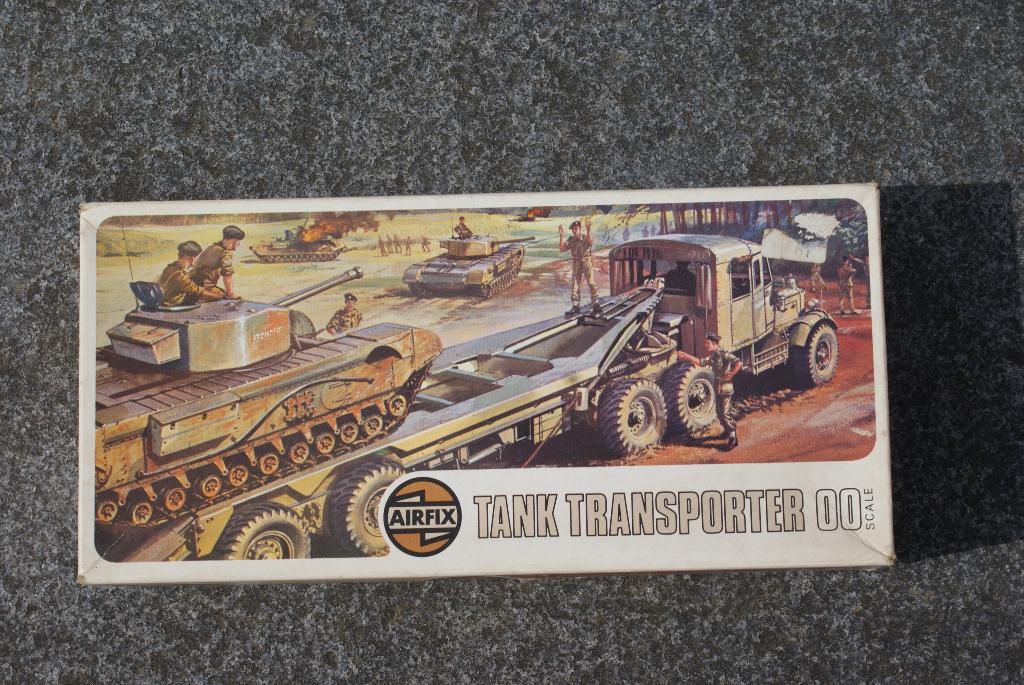 AIRFIX
TANK TRANSPORTER 00 SCALE